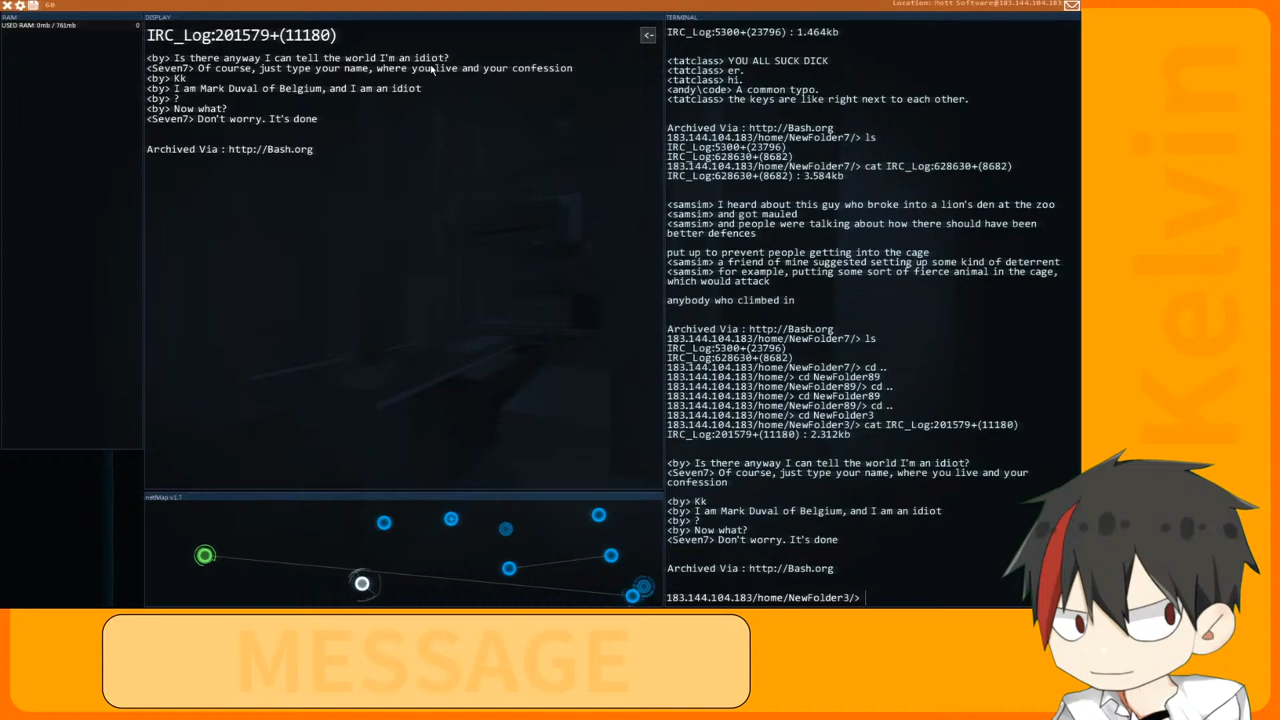 60
Location: Mott Software@183.144.104.183
RAM
USED RAM: 0mb / 761mb
0
DISPLAY
IRC_Log:201579+(11180)
<-
<by> Is there anyway I can tell the world I'm an idiot?
<Seven7> Of course, just type your name, where you live and your confession
<by> Kk
<by> I am Mark Duval of Belgium, and I am an idiot
<by> ?
<by> Now what?
<Seven7> Don't worry. It's done
Archived Via : http://Bash.org
netMap v1.7
TERMINAL
IRC_Log:5300+(23796) : 1.464kb
<tatclass> YOU ALL SUCK DICK
<tatclass> er.
<tatclass> hi.
<andy\code> A common typo.
<tatclass> the keys are like right next to each other.
Archived Via : http://Bash.org
183.144.104.183/home/NewFolder7/> ls
IRC_Log:5300+(23796)
IRC_Log:628630+(8682)
183.144.104.183/home/NewFolder7/> cat IRC_Log:628630+(8682)
IRC_Log:628630+(8682) : 3.584kb
<samsim> I heard about this guy who broke into a lion's den at the zoo
<samsim> and got mauled
<samsim> and people were talking about how there should have been
better defences
put up to prevent people getting into the cage
<samsim> a friend of mine suggested setting up some kind of deterrent
<samsim> for example, putting some sort of fierce animal in the cage,
which would attack
anybody who climbed in
Archived Via : http://Bash.org
183.144.104.183/home/NewFolder7/> ls
IRC_Log:5300+(23796)
IRC_Log:628630+(8682)
183.144.104.183/home/NewFolder7/> cd ..
183.144.104.183/home/> cd NewFolder89
183.144.104.183/home/NewFolder89/> cd ..
183.144.104.183/home/> cd NewFolder89
183.144.104.183/home/NewFolder89/> cd ..
183.144.104.183/home/> cd NewFolder3
183.144.104.183/home/NewFolder3/> cat IRC_Log:201579+(11180)
IRC_Log:201579+(11180) : 2.312kb
<by> Is there anyway I can tell the world I'm an idiot?
<Seven7> Of course, just type your name, where you live and your
confession
<by> Kk
<by> I am Mark Duval of Belgium, and I am an idiot
<by> ?
<by> Now what?
<Seven7> Don't worry. It's done
Archived Via : http://Bash.org
183.144.104.183/home/NewFolder3/>
Kelvin
MESSAGE